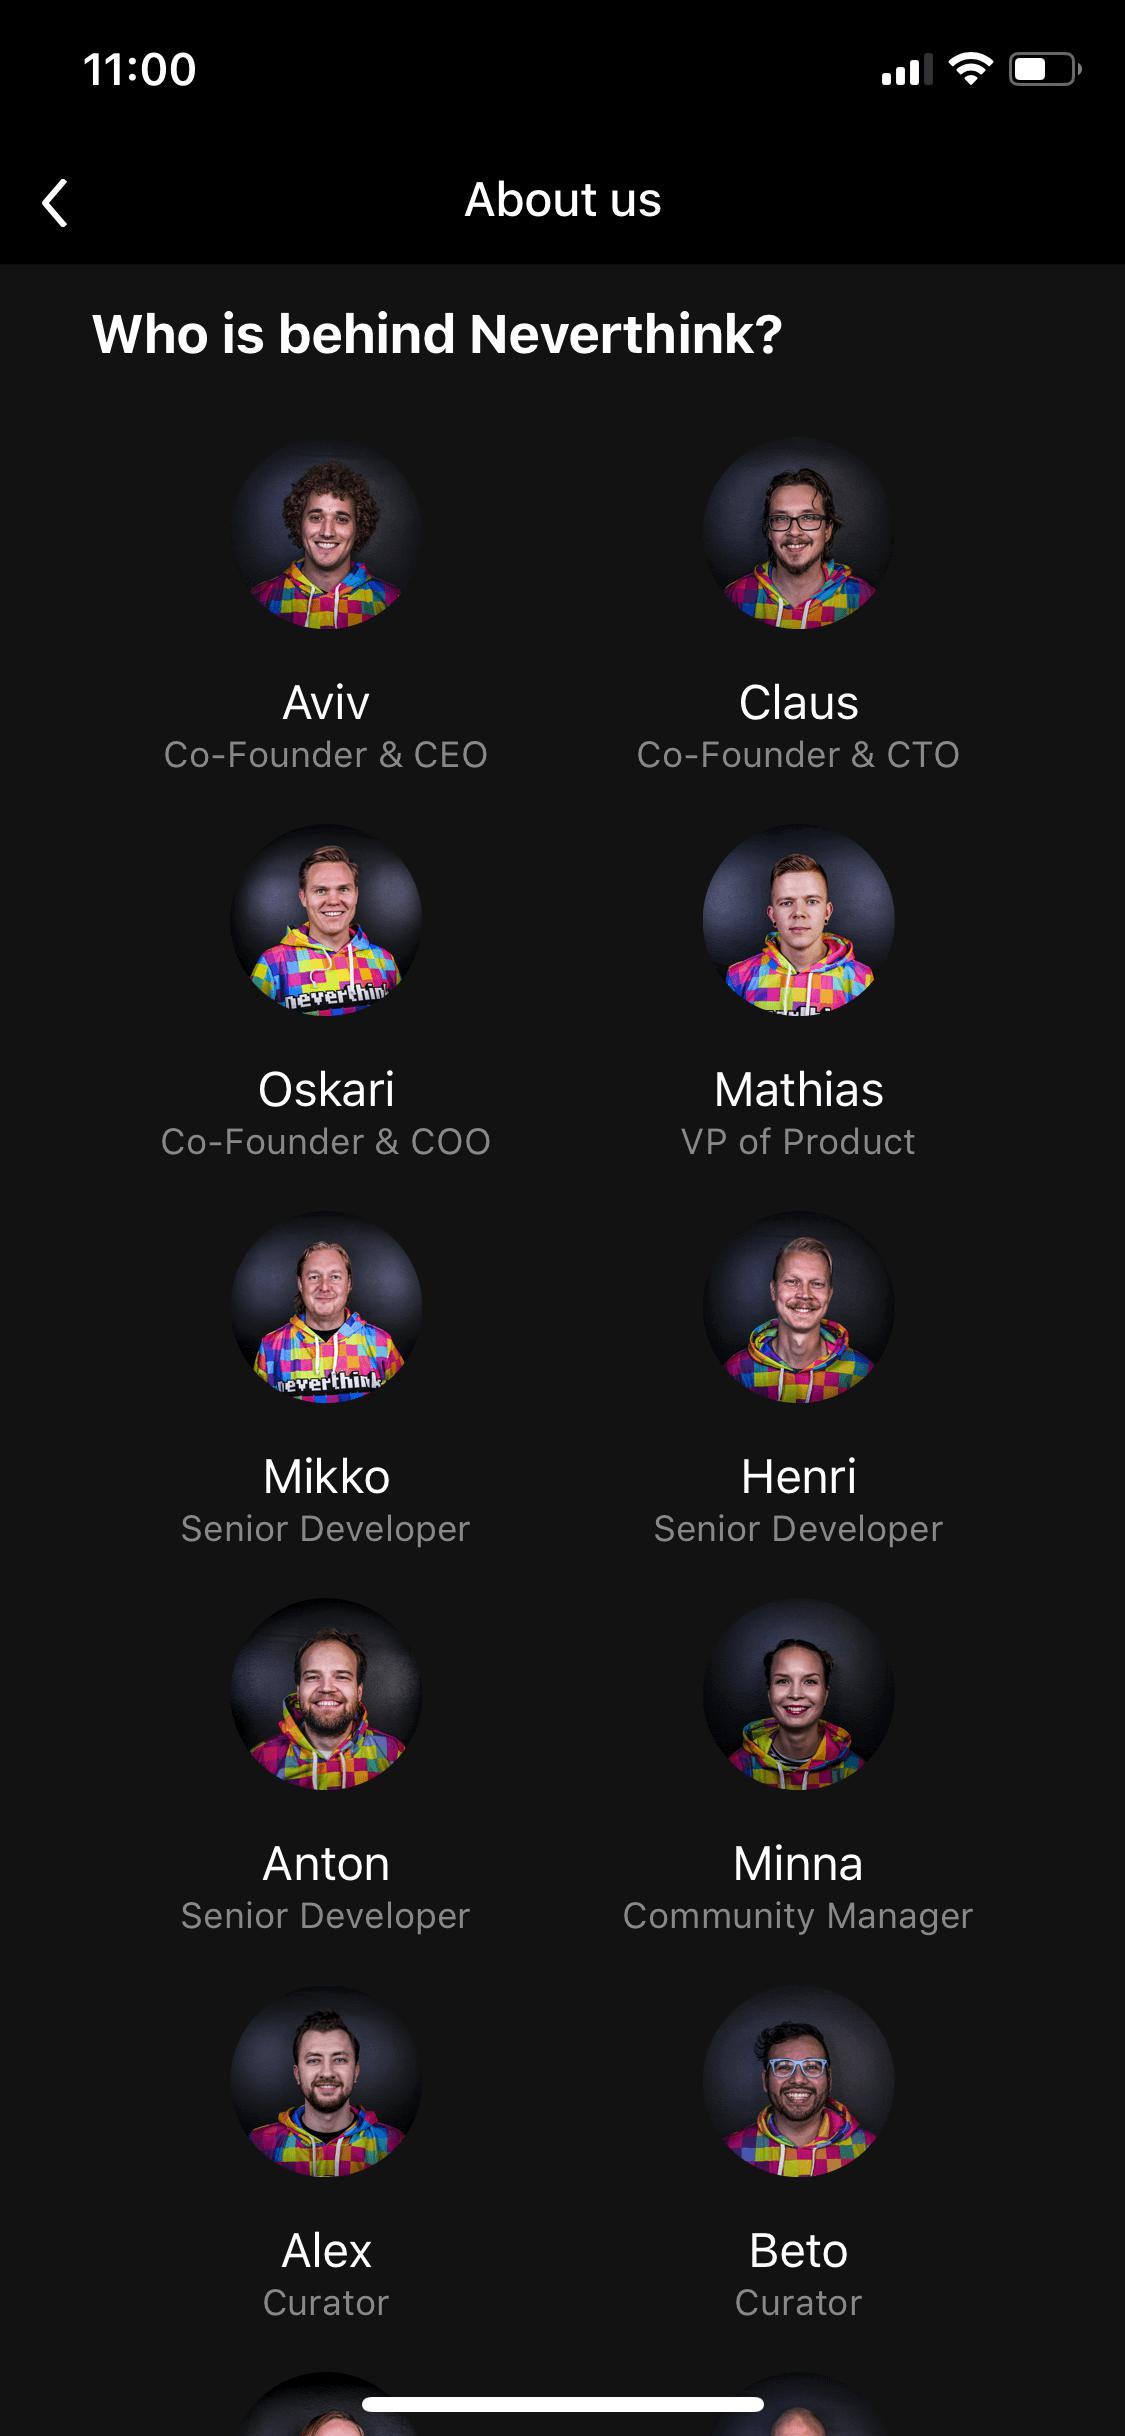 11:00
About us
Who is behind Neverthink?
Aviv
Claus
Co-Founder & CEO
Co-Founder & CTO
neverthin
Oskari
Mathias
Co-Founder & COO
VP of Product
neverthink
Mikko
Henri
Senior Developer
Senior Developer
Anton
Minna
Senior Developer
Community Manager
Alex
Beto
Curator
Curator